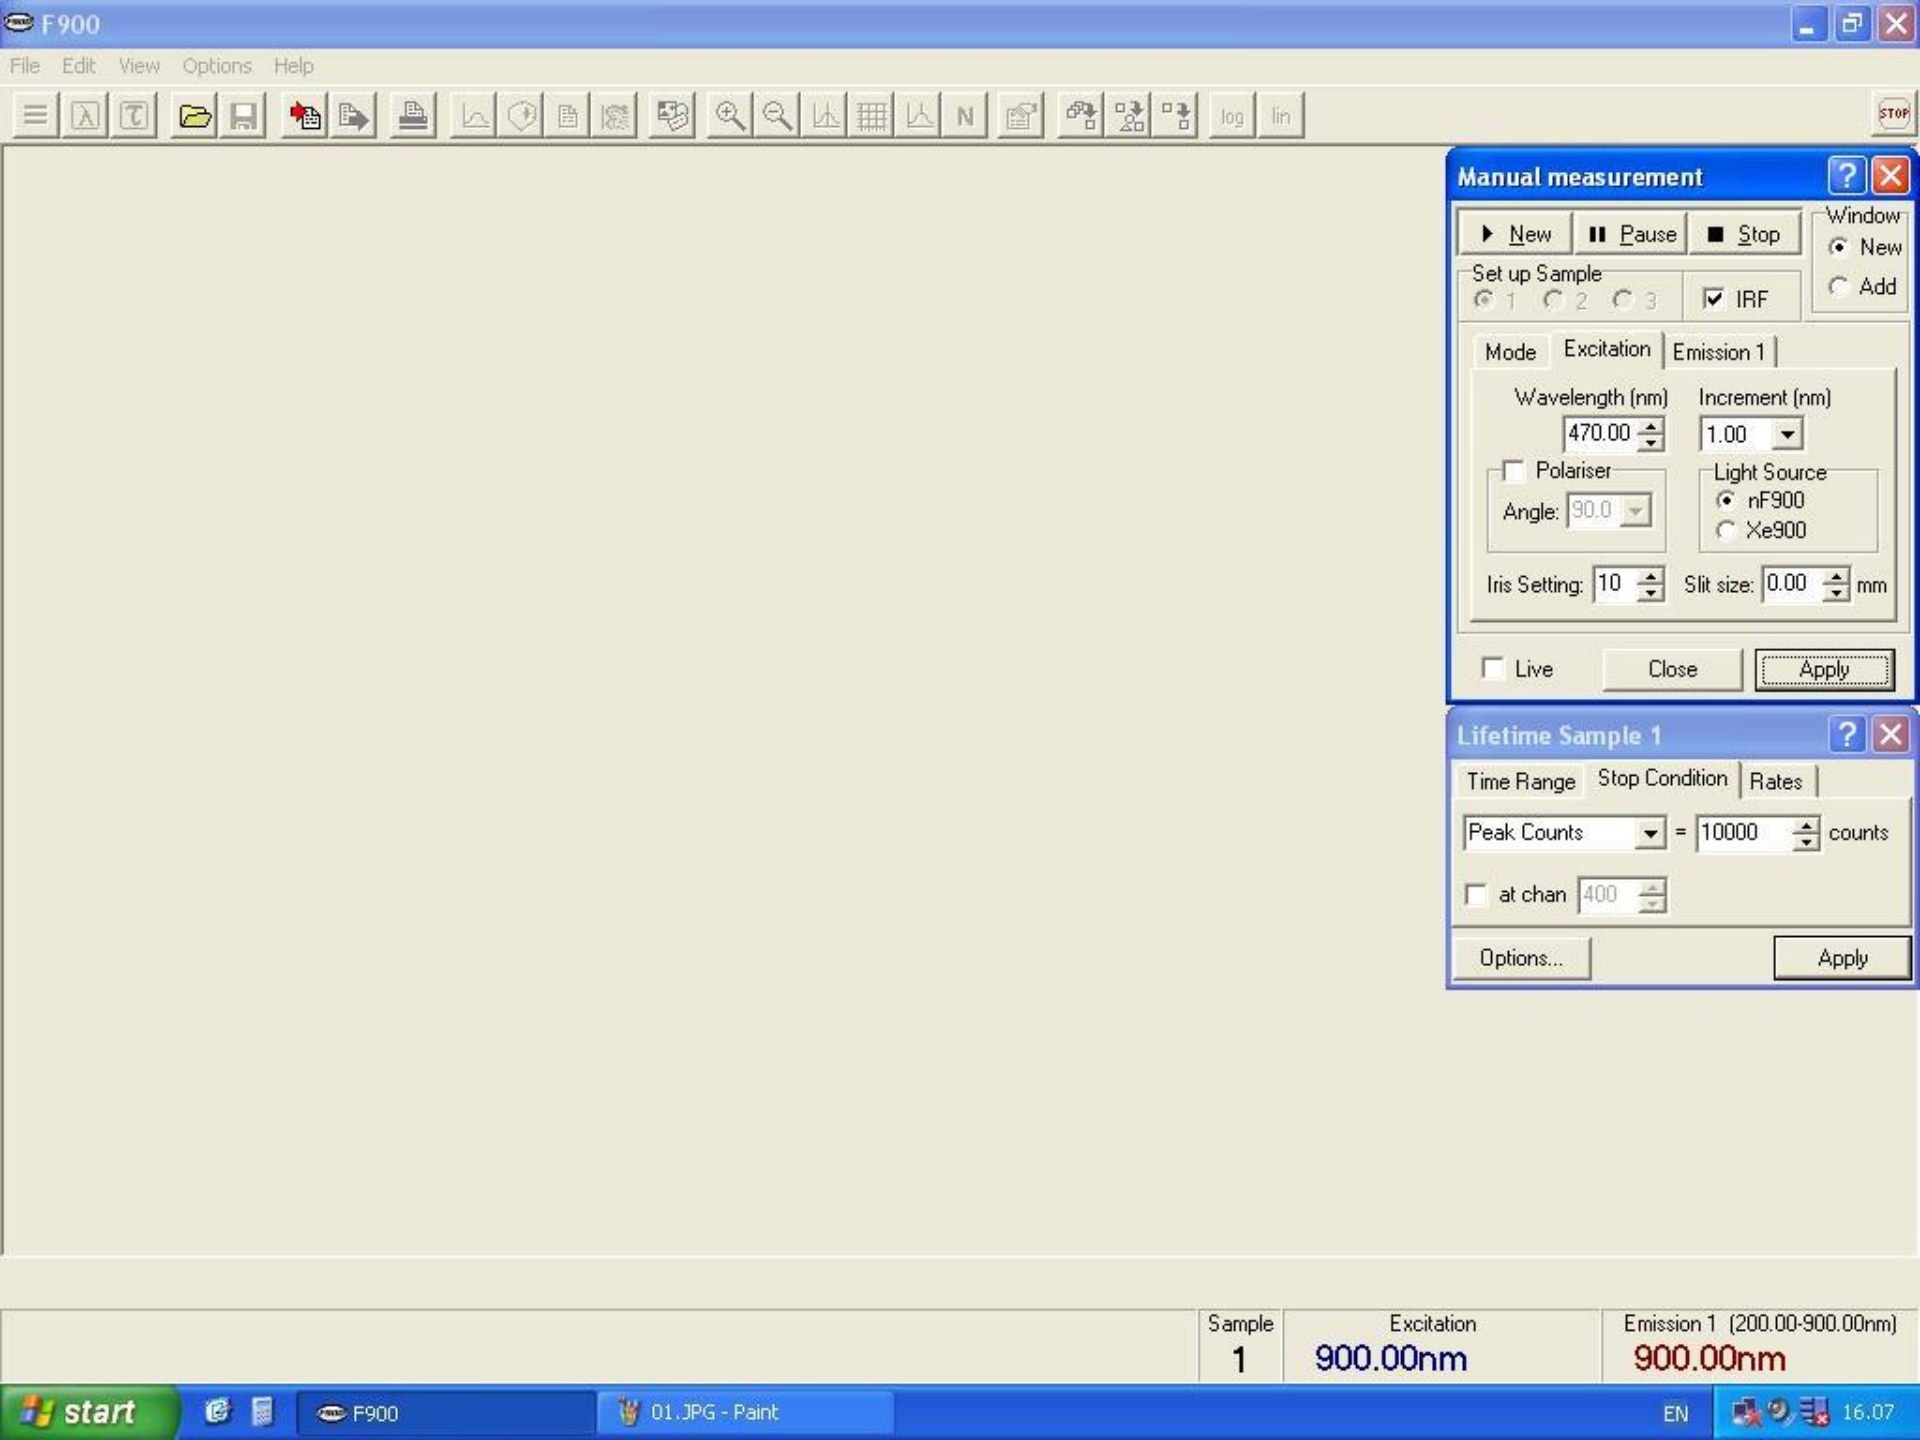 F900
File Edit View Options Help
λ τ N log lin STOP
Manual measurement ?
New Pause Stop
Window
New
Add
Set up Sample
1 2 3 IRF
Mode Excitation Emission 1
Wavelength (nm) Increment (nm)
470.00 1.00
Polariser
Angle: 90.0
Light Source
nF900
Xe900
Iris Setting: 10 Slit size: 0.00 mm
Live Close Apply
Lifetime Sample 1 ?
Time Range Stop Condition Rates
Peak Counts = 10000 counts
at chan 400
Options... Apply
Sample Excitation Emission 1 (200.00-900.00nm)
1 900.00nm 900.00nm
start F900 01.JPG - Paint EN 16.07